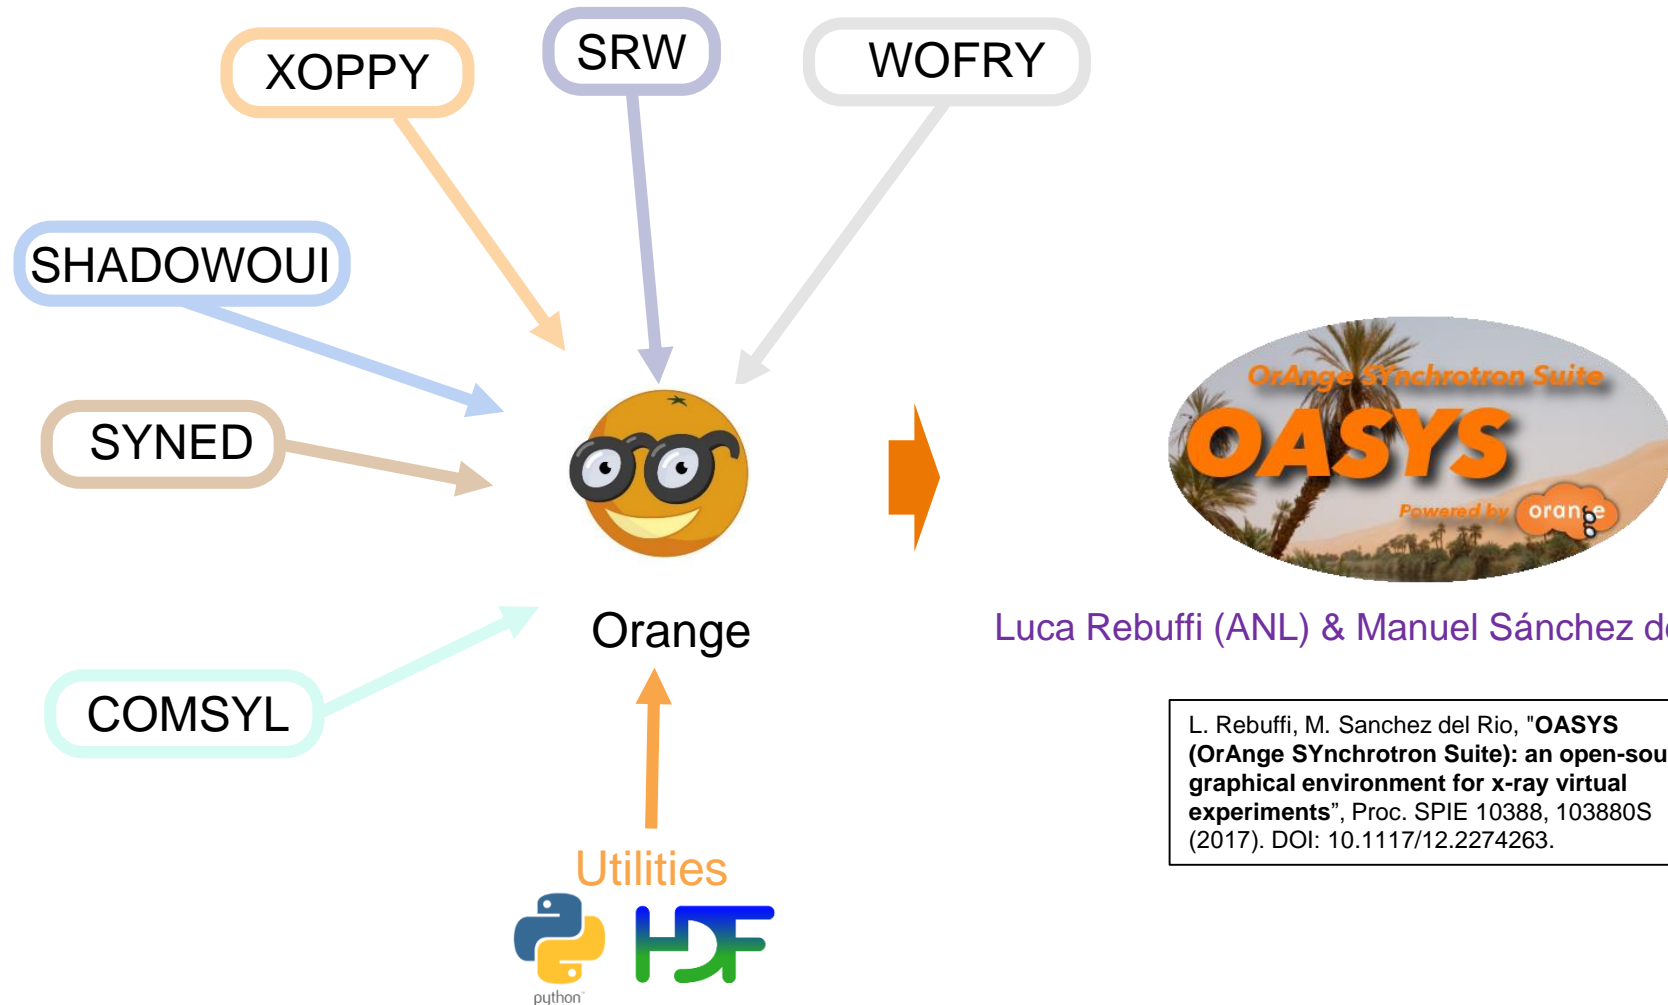 XOPPY
SRW
WOFRY
SHADOWOUI
SYNED
COMSYL
Orange
Utilities
python
HDF
OrAnge SYnchrotron Suite
OASYS
Powered by orange
Luca Rebuffi (ANL) & Manuel Sánchez
L. Rebuffi, M. Sanchez del Rio, "OASYS
(OrAnge SYnchrotron Suite): an
graphical environment for x-ray virtual
experiments”, Proc. SPIE 10388, 103880S
(2017). DOI: 10.1117/12.2274263.